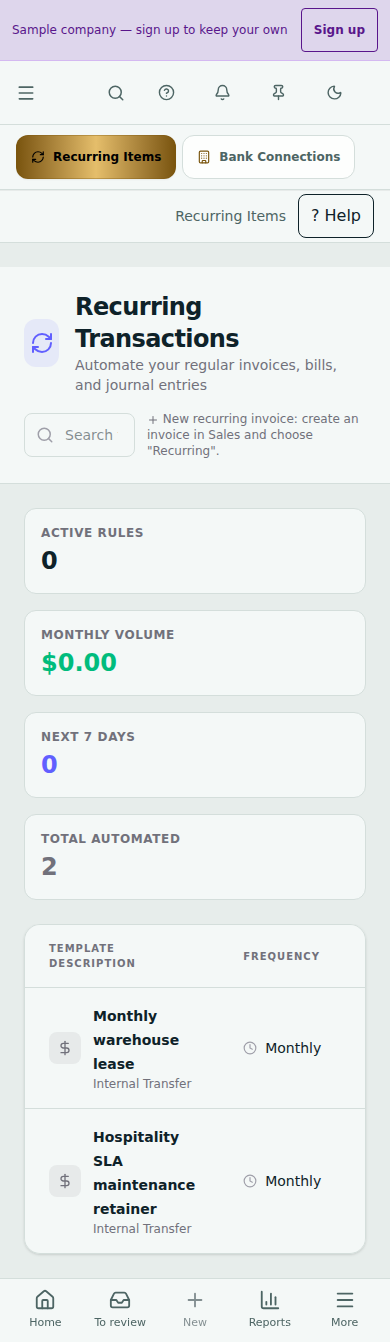 Sample company — sign up to keep your own Sign up
Recurring Items Bank Connections
Recurring Items ? Help
Recurring
Transactions
Automate your regular invoices, bills,
and journal entries
Search
+ New recurring invoice: create an
invoice in Sales and choose
"Recurring".
ACTIVE RULES
0
MONTHLY VOLUME
$0.00
NEXT 7 DAYS
0
TOTAL AUTOMATED
2
TEMPLATE
DESCRIPTION
FREQUENCY
Monthly
warehouse
lease
Internal Transfer
Monthly
Hospitality
SLA
maintenance
retainer
Internal Transfer
Monthly
Home To review New Reports More